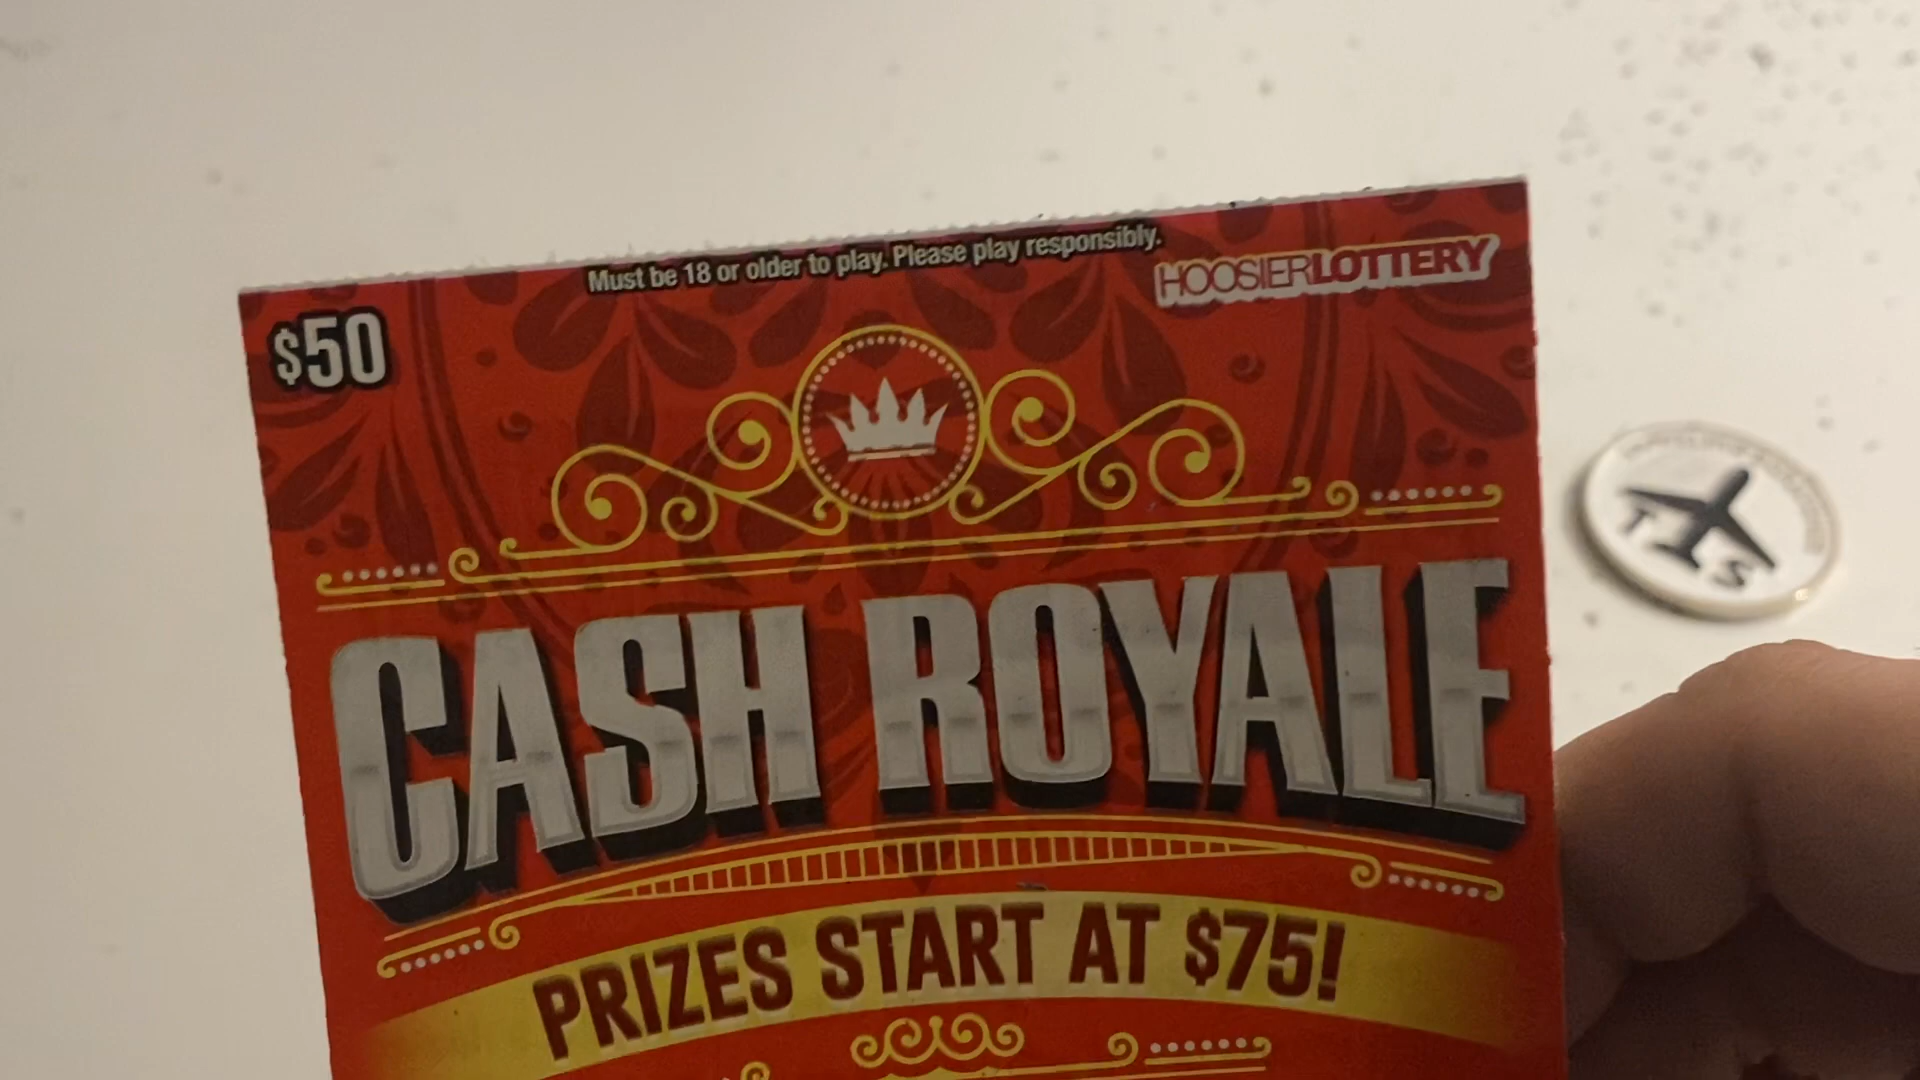 Must be 18 or older to play. Please play responsibly.
HOOSIERLOTTERY
$50
CASH ROYALE
PRIZES START AT $75!
T S